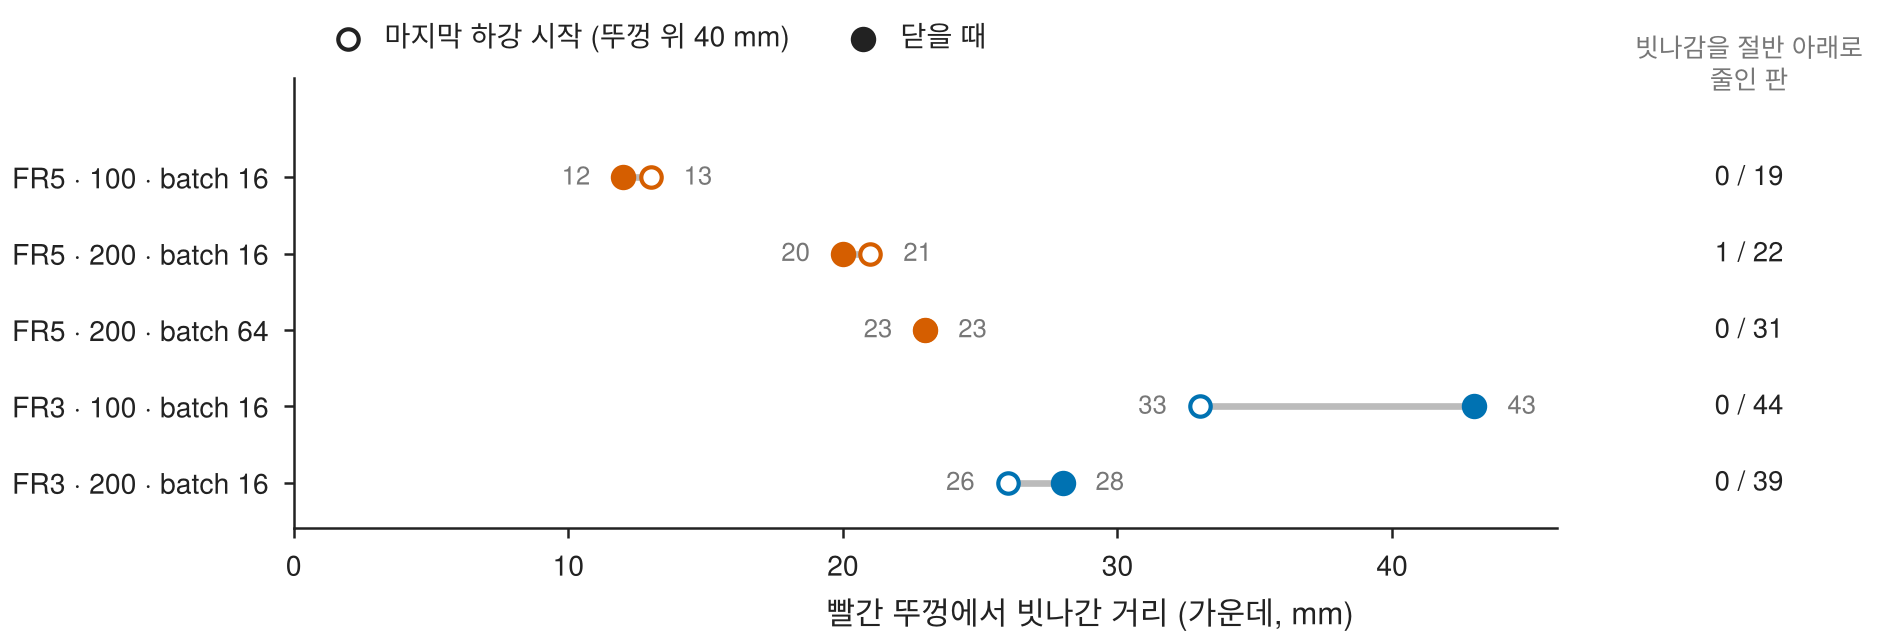 마지막 하강 시작 (뚜껑 위 40 mm)
닫을 때
빗나감을 절반 아래로
줄인 판
FR5 · 100 · batch 16
12
13
0 / 19
FR5 · 200 · batch 16
20
21
1 / 22
FR5 · 200 · batch 64
23
23
0 / 31
FR3 · 100 · batch 16
33
43
0 / 44
FR3 · 200 · batch 16
26
28
0 / 39
0
10
20
30
40
빨간 뚜껑에서 빗나간 거리 (가운데, mm)